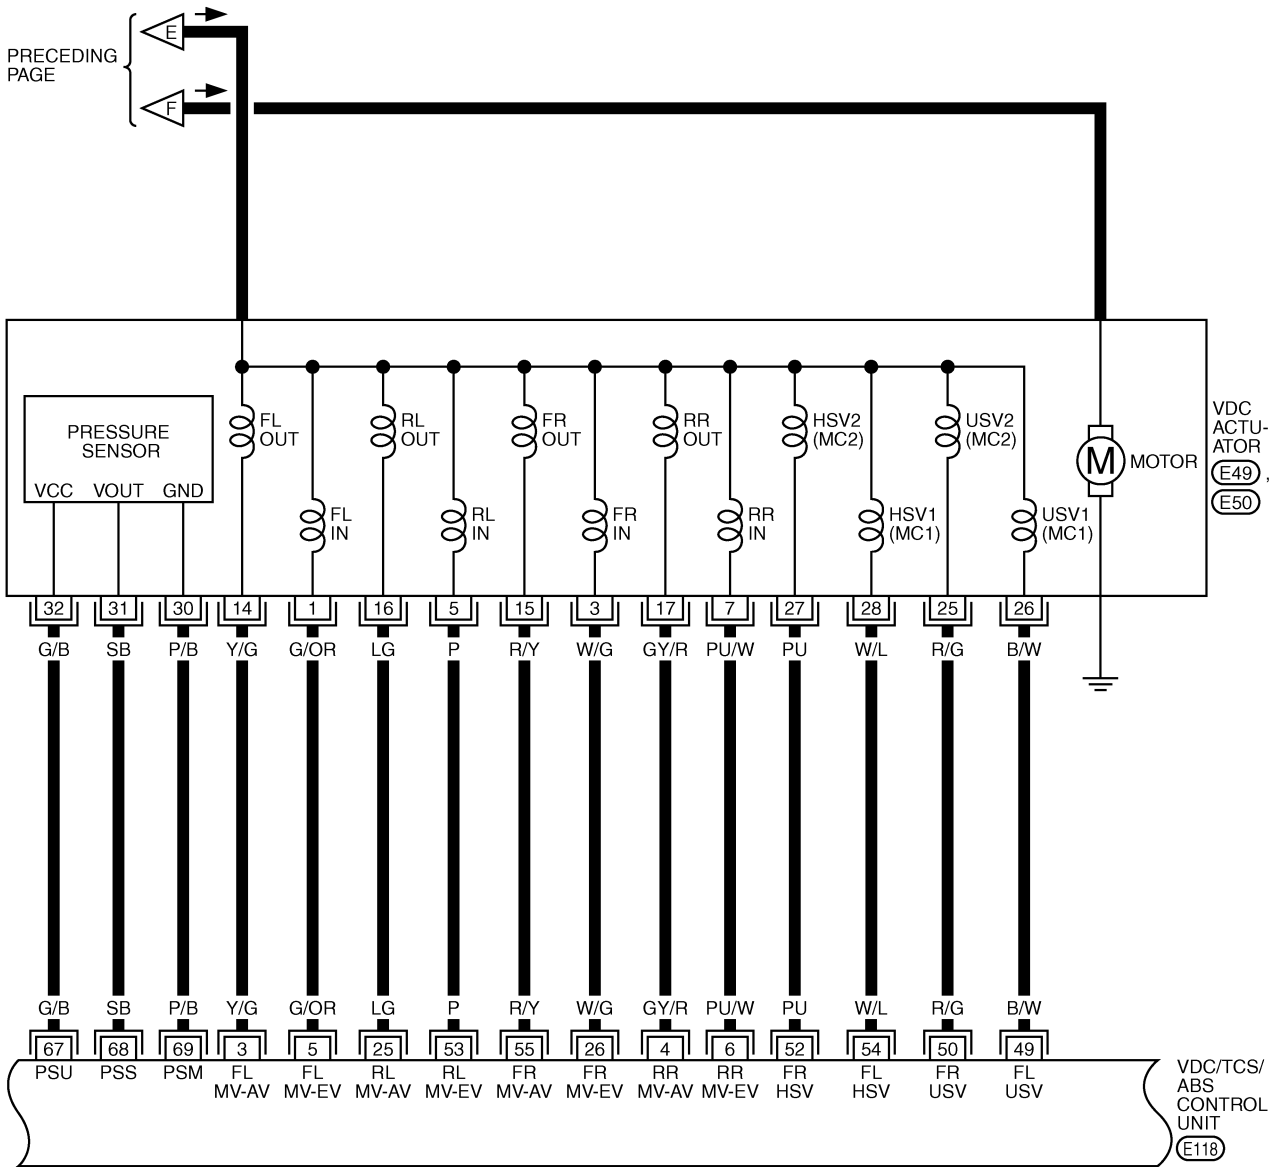 E
PRECEDING
PAGE
F
FL
OUT
RL
OUT
FR
OUT
RR
OUT
HSV2
(MC2)
USV2
(MC2)
VDC
ACTU-
ATOR
E49 ,
E50
PRESSURE
SENSOR
M MOTOR
VCC VOUT GND
FL
IN
RL
IN
FR
IN
RR
IN
HSV1
(MC1)
USV1
(MC1)
32 31 30 14 1 16 5 15 3 17 7 27 28 25 26
G/B SB P/B Y/G G/OR LG P R/Y W/G GY/R PU/W PU W/L R/G B/W
G/B SB P/B Y/G G/OR LG P R/Y W/G GY/R PU/W PU W/L R/G B/W
67 68 69 3 5 25 53 55 26 4 6 52 54 50 49
PSU PSS PSM FL FL RL RL FR FR RR RR FR FL FR FL
MV-AV MV-EV MV-AV MV-EV MV-AV MV-EV MV-AV MV-EV HSV HSV USV USV
VDC/TCS/
ABS
CONTROL
UNIT
E118